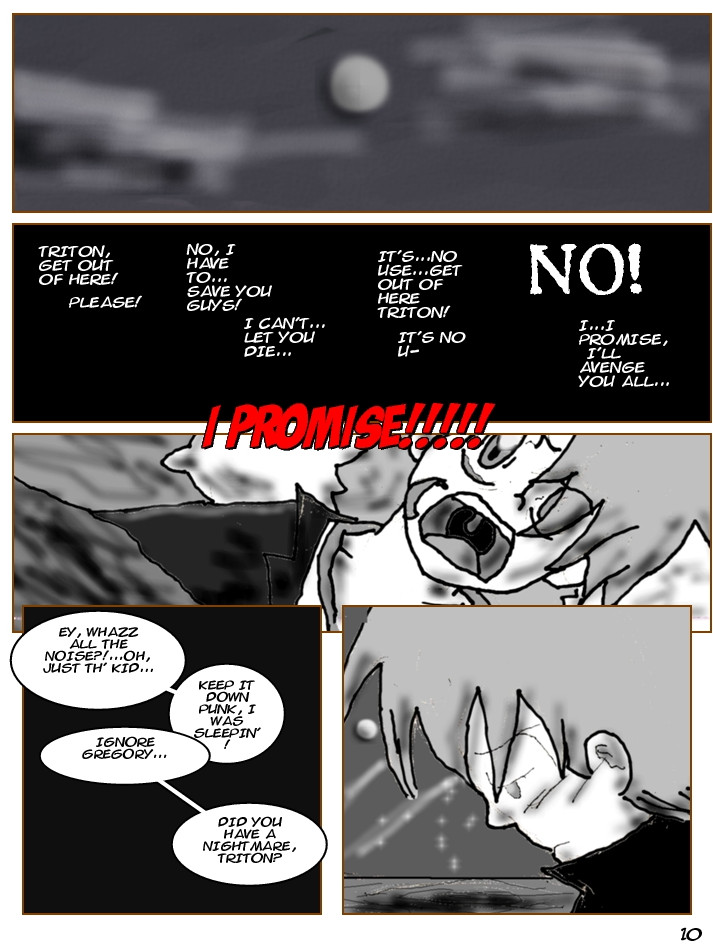 TRITON,
GET OUT
OF HERE!
PLEASE!
NO, I
HAVE
TO...
SAVE YOU
GUYS!
I CAN'T...
LET YOU
DIE...
IT'S...NO
USE...GET
OUT OF
HERE
TRITON!
IT'S NO
U-
NO!
I...I
PROMISE,
I'LL
AVENGE
YOU ALL...
I PROMISE!!!!!
EY, WHAZZ
ALL THE
NOISE?!...OH,
JUST TH' KID...
KEEP IT
DOWN
PUNK, I
WAS
SLEEPIN'
!
IGNORE
GREGORY...
DID YOU
HAVE A
NIGHTMARE,
TRITON?
10